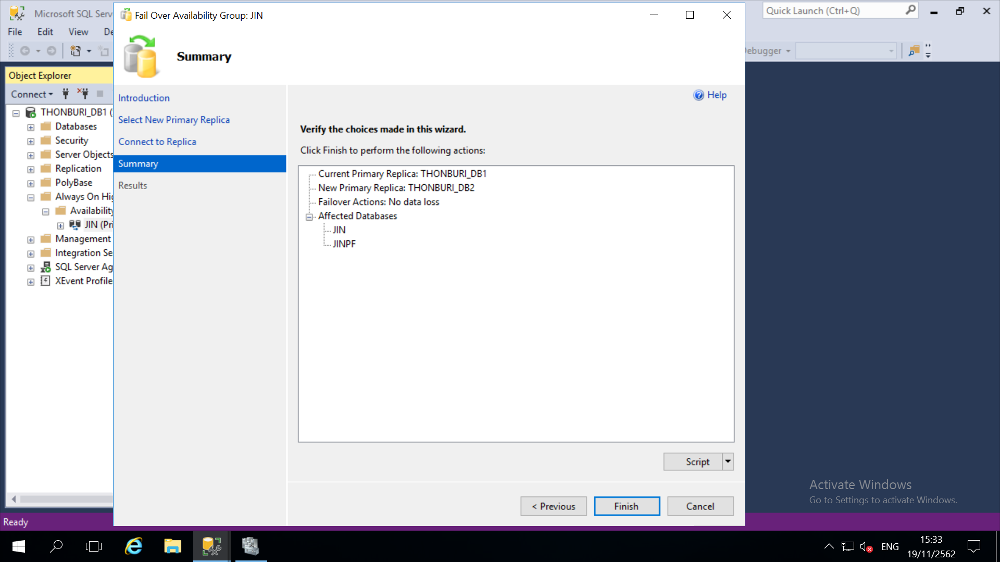 Microsoft SQL Serv
Quick Launch (Ctrl+Q)
File Edit View De
ebugger
Fail Over Availability Group: JIN
Summary
Object Explorer
Connect
THONBURI_DB1 (
Databases
Security
Server Objects
Replication
PolyBase
Always On Hig
Availability
JIN (Pri
Management
Integration Se
SQL Server Ag
XEvent Profile
Introduction
Select New Primary Replica
Connect to Replica
Summary
Results
Help
Verify the choices made in this wizard.
Click Finish to perform the following actions:
Current Primary Replica: THONBURI_DB1
New Primary Replica: THONBURI_DB2
Failover Actions: No data loss
Affected Databases
JIN
JINPF
Script
< Previous Finish Cancel
Activate Windows
Go to Settings to activate Windows.
Ready
ENG
15:33
19/11/2562